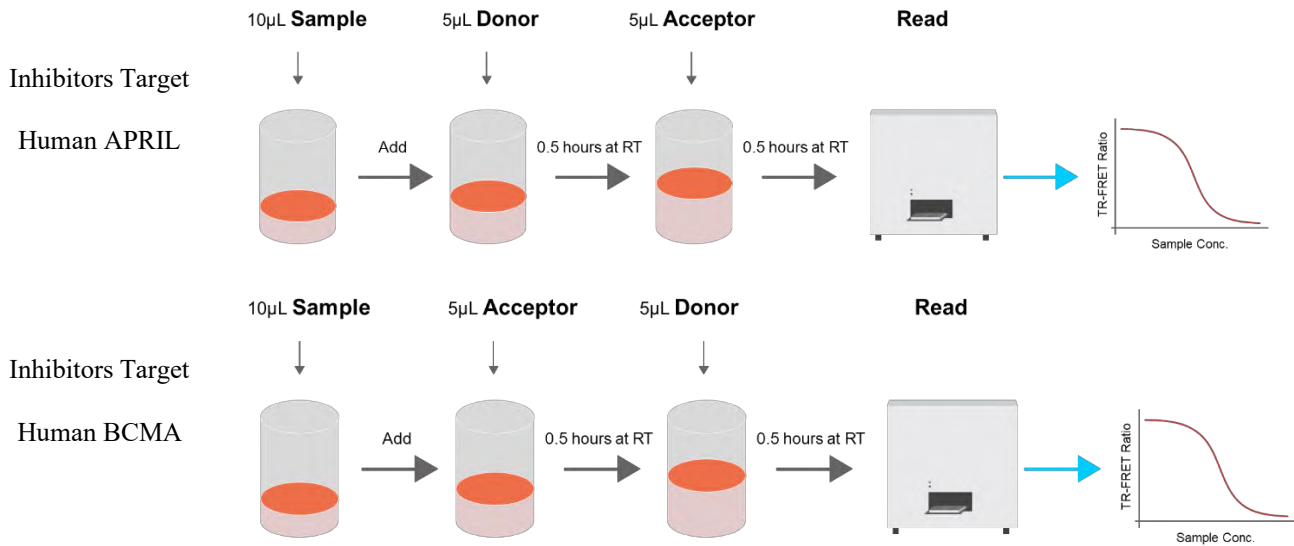 10µL Sample
5µL Donor
5µL Acceptor
Read
Inhibitors Target
Human APRIL
Add
0.5 hours at RT
0.5 hours at RT
TR-FRET Ratio
Sample Conc.
10µL Sample
5µL Acceptor
5µL Donor
Read
Inhibitors Target
Human BCMA
Add
0.5 hours at RT
0.5 hours at RT
TR-FRET Ratio
Sample Conc.